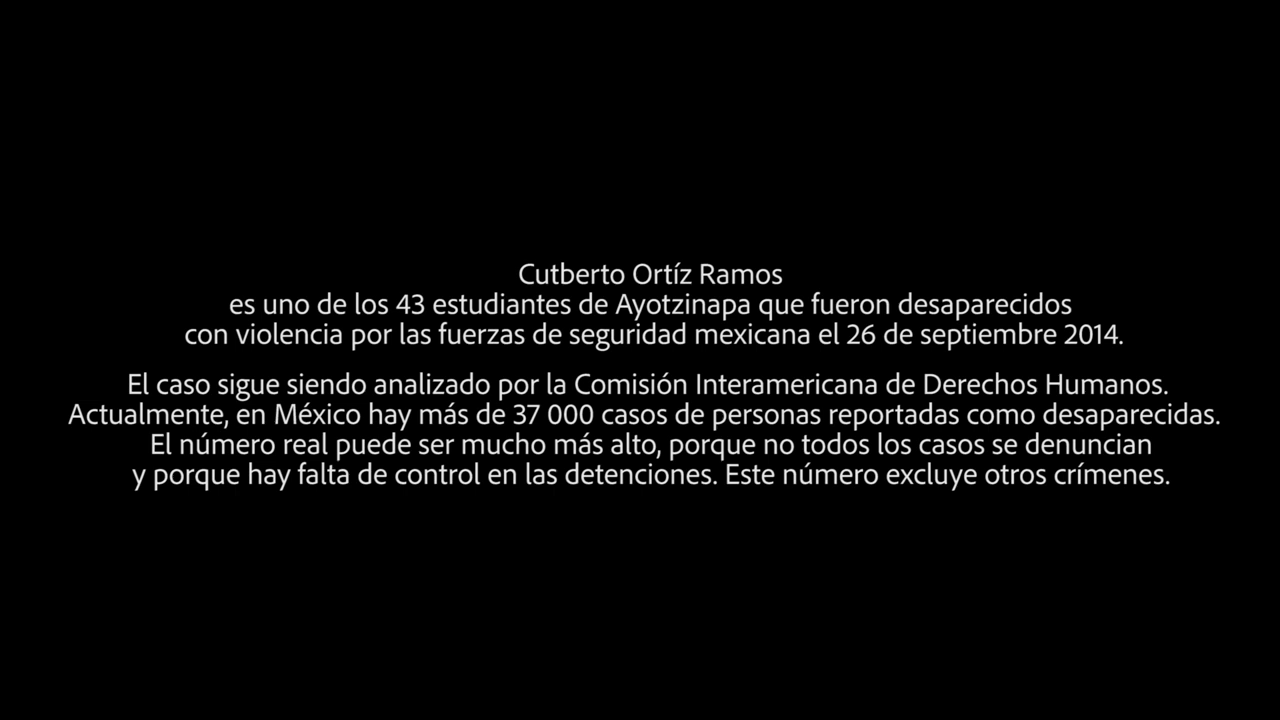 Cutberto Ortíz Ramos
es uno de los 43 estudiantes de Ayotzinapa que fueron desaparecidos
con violencia por las fuerzas de seguridad mexicana el 26 de septiembre 2014.
El caso sigue siendo analizado por la Comisión Interamericana de Derechos Humanos.
Actualmente, en México hay más de 37 000 casos de personas reportadas como desaparecidas.
El número real puede ser mucho más alto, porque no todos los casos se denuncian
y porque hay falta de control en las detenciones. Este número excluye otros crímenes.